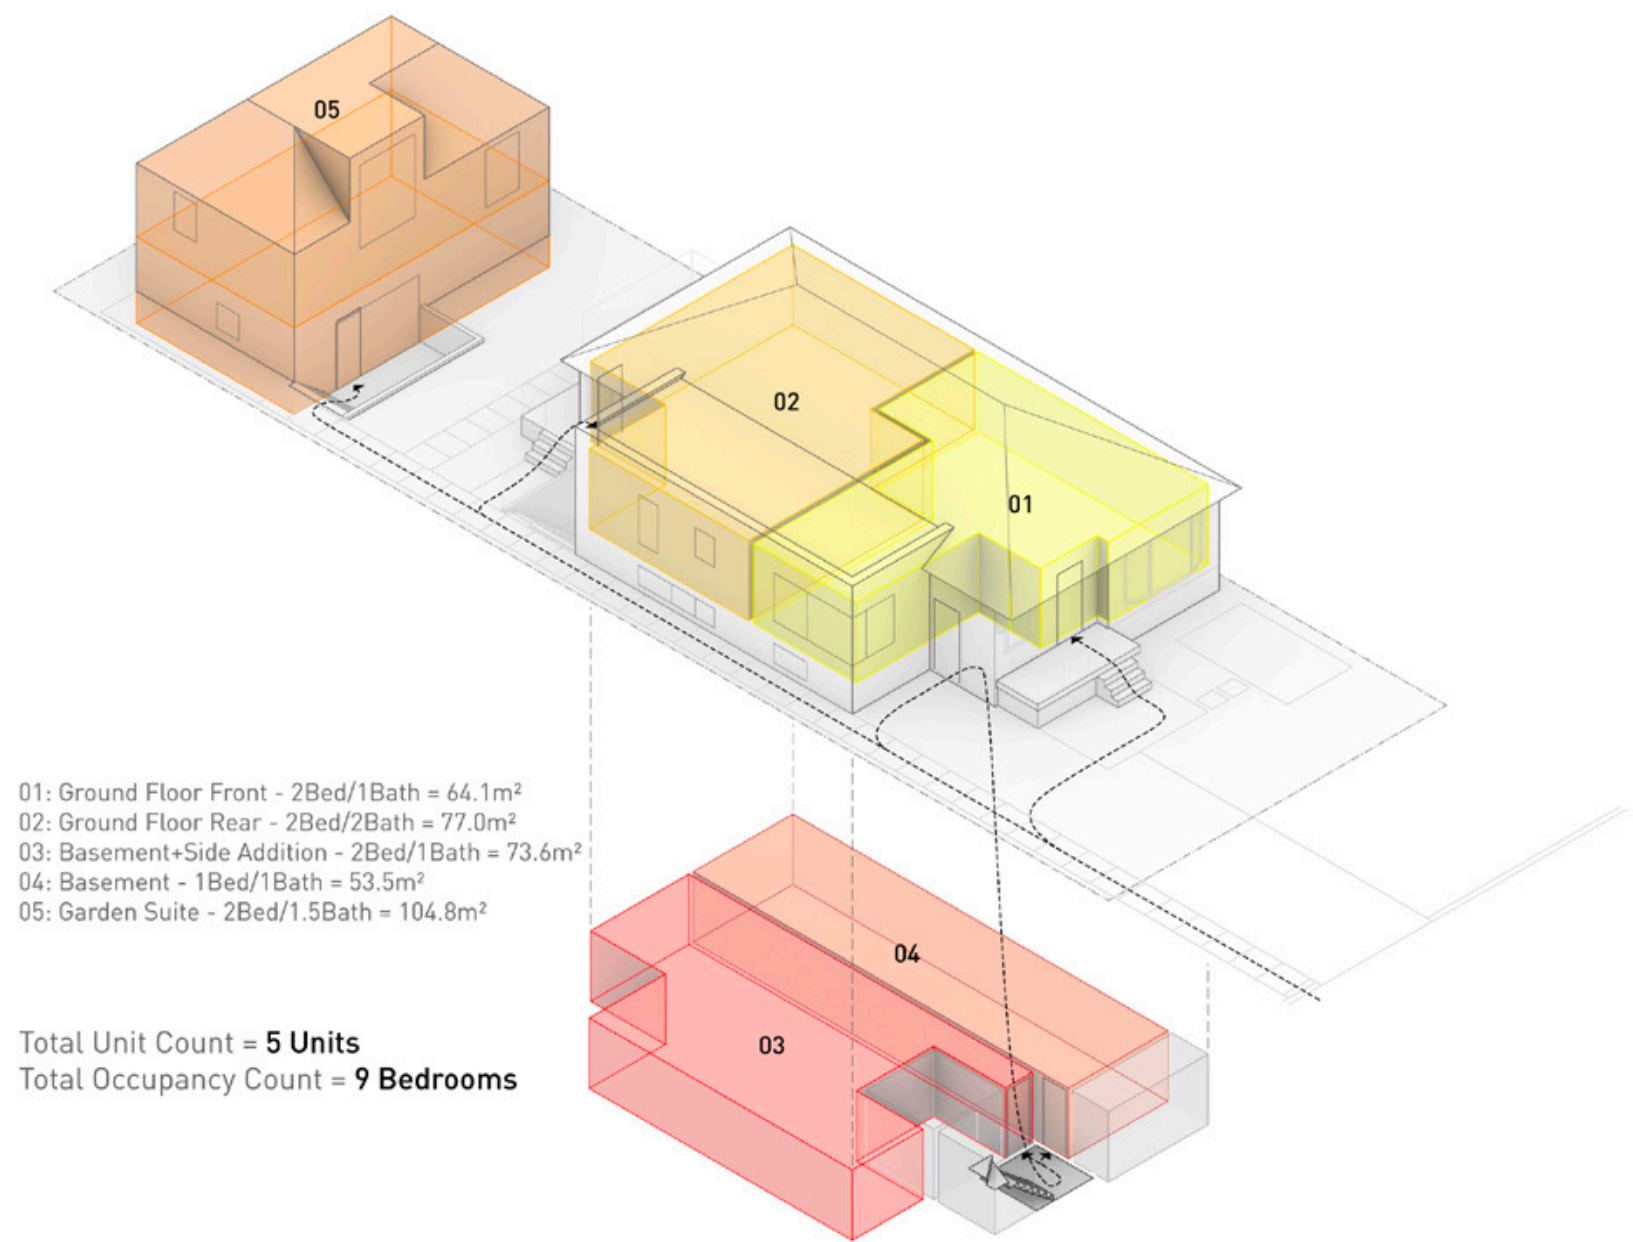 05
02
01
01: Ground Floor Front - 2Bed/1Bath = 64.1m²
02: Ground Floor Rear - 2Bed/2Bath = 77.0m²
03: Basement+Side Addition - 2Bed/1Bath = 73.6m²
04: Basement - 1Bed/1Bath = 53.5m²
05: Garden Suite - 2Bed/1.5Bath = 104.8m²
04
03
Total Unit Count = 5 Units
Total Occupancy Count = 9 Bedrooms